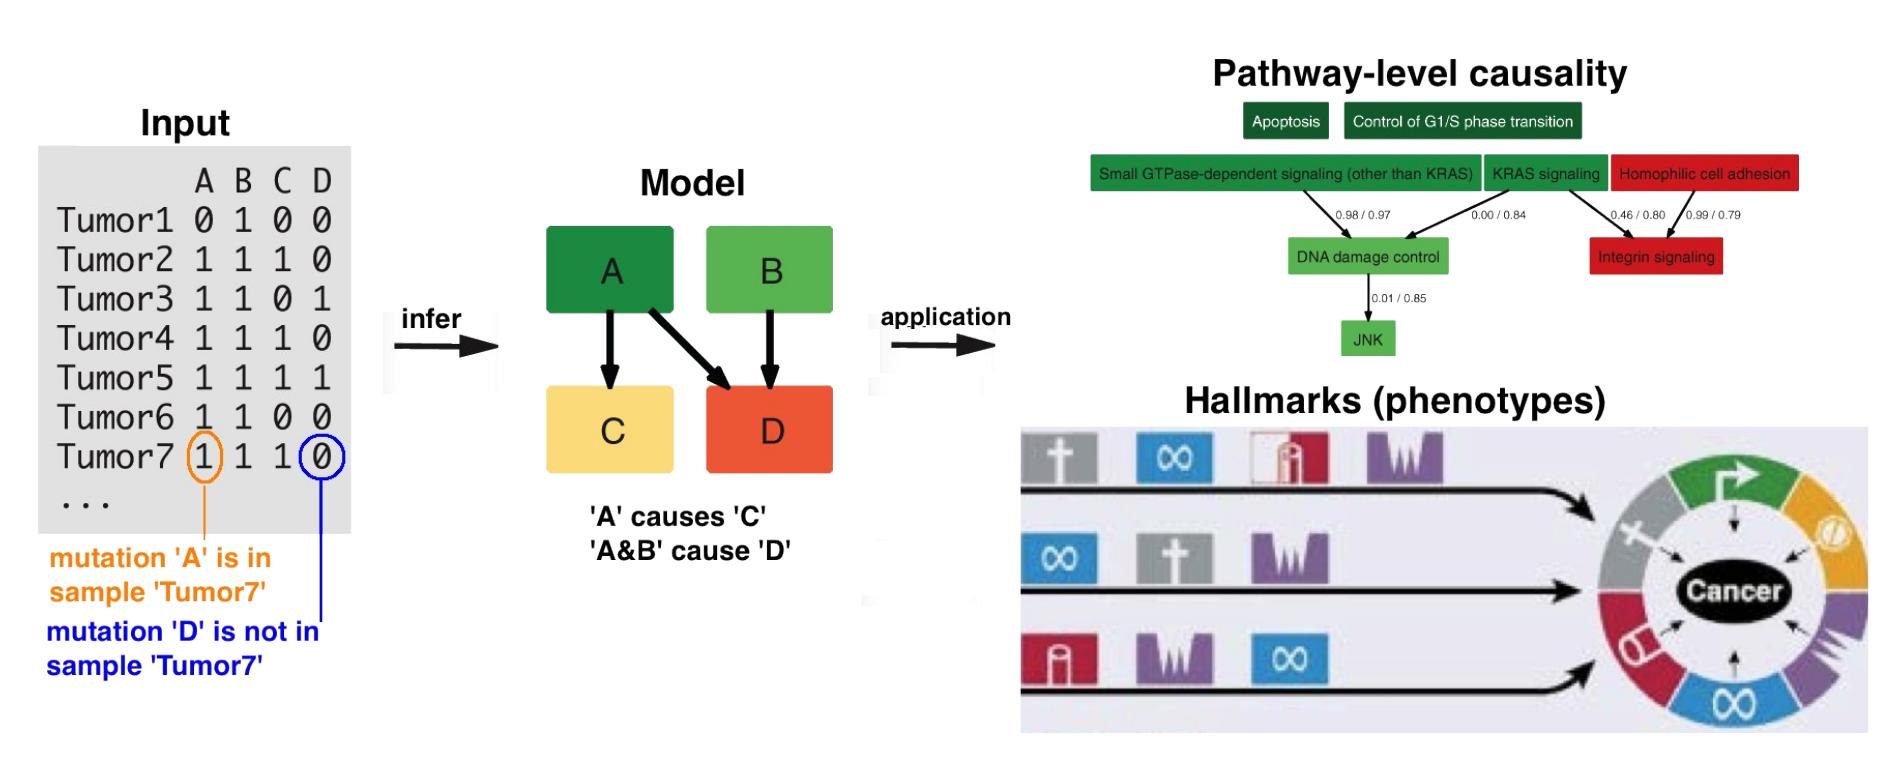 Input
A B C D
Tumor1 0 1 0 0
Tumor2 1 1 1 0
Tumor3 1 1 0 1
Tumor4 1 1 1 0
Tumor5 1 1 1 1
Tumor6 1 1 0 0
Tumor7 1 1 1 0
...
mutation 'A' is in
sample 'Tumor7'
mutation 'D' is not in
sample 'Tumor7'
infer
Model
A B
C D
'A' causes 'C'
'A&B' cause 'D'
application
Pathway-level causality
Apoptosis Control of G1/S phase transition
Small GTPase-dependent signaling (other than KRAS) KRAS signaling Homophilic cell adhesion
0.98 / 0.97 0.00 / 0.84 0.46 / 0.80 0.99 / 0.79
DNA damage control Integrin signaling
0.01 / 0.85
JNK
Hallmarks (phenotypes)
Cancer